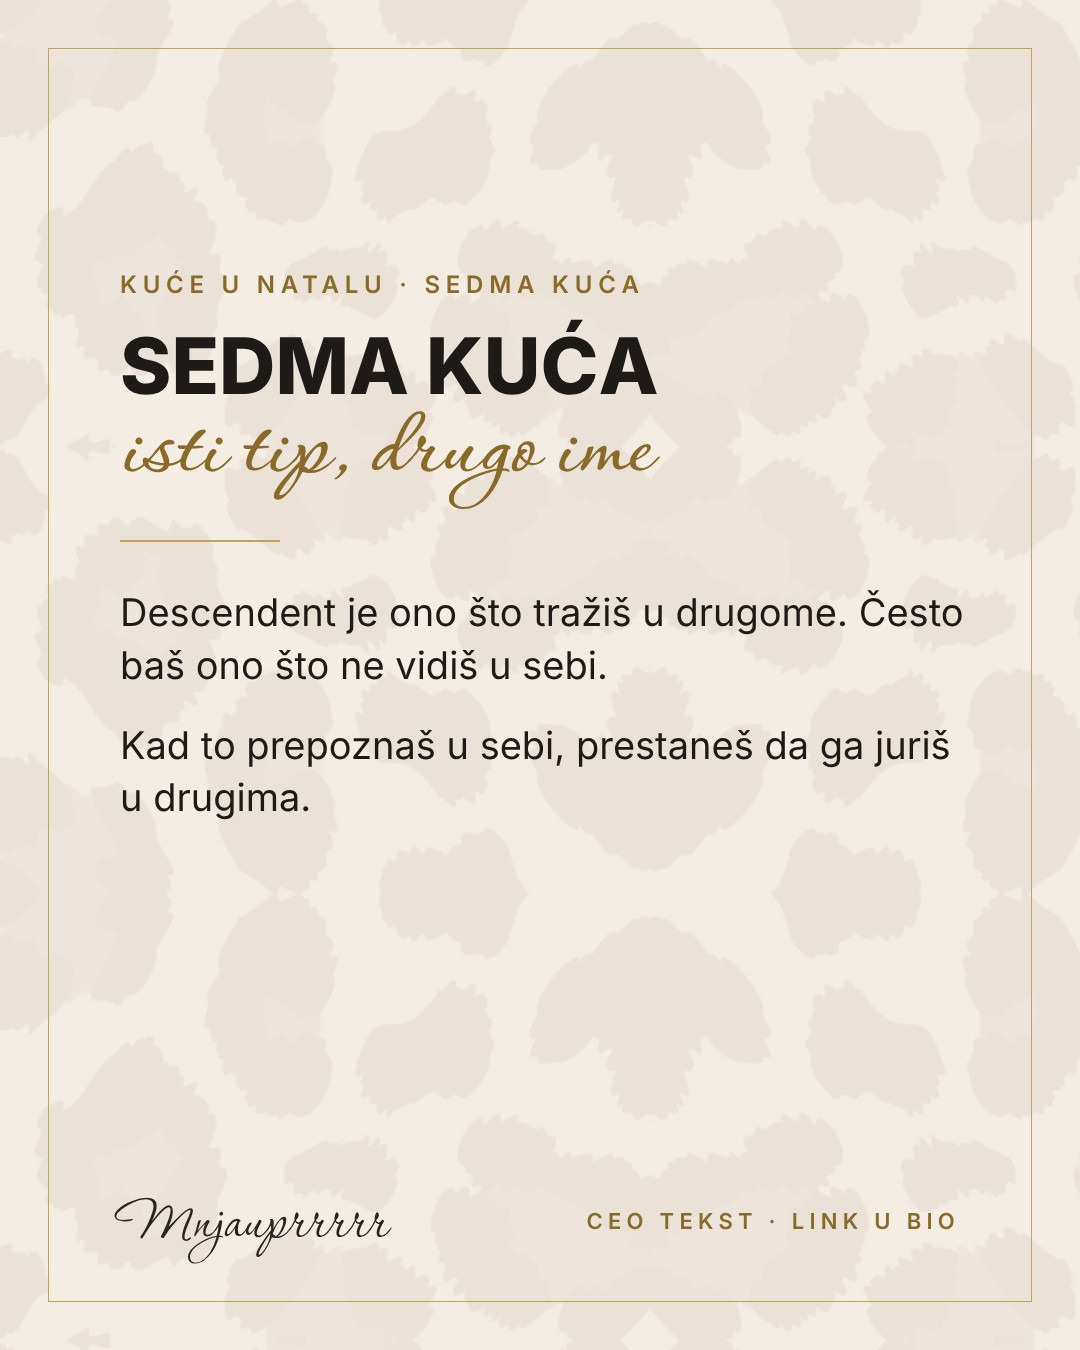 KUĆE U NATALU · SEDMA KUĆA
SEDMA KUĆA
isti tip, drugo ime
Descendent je ono što tražiš u drugome. Često
baš ono što ne vidiš u sebi.
Kad to prepoznaš u sebi, prestaneš da ga juriš
u drugima.
Mnjauprrrrr
CEO TEKST · LINK U BIO